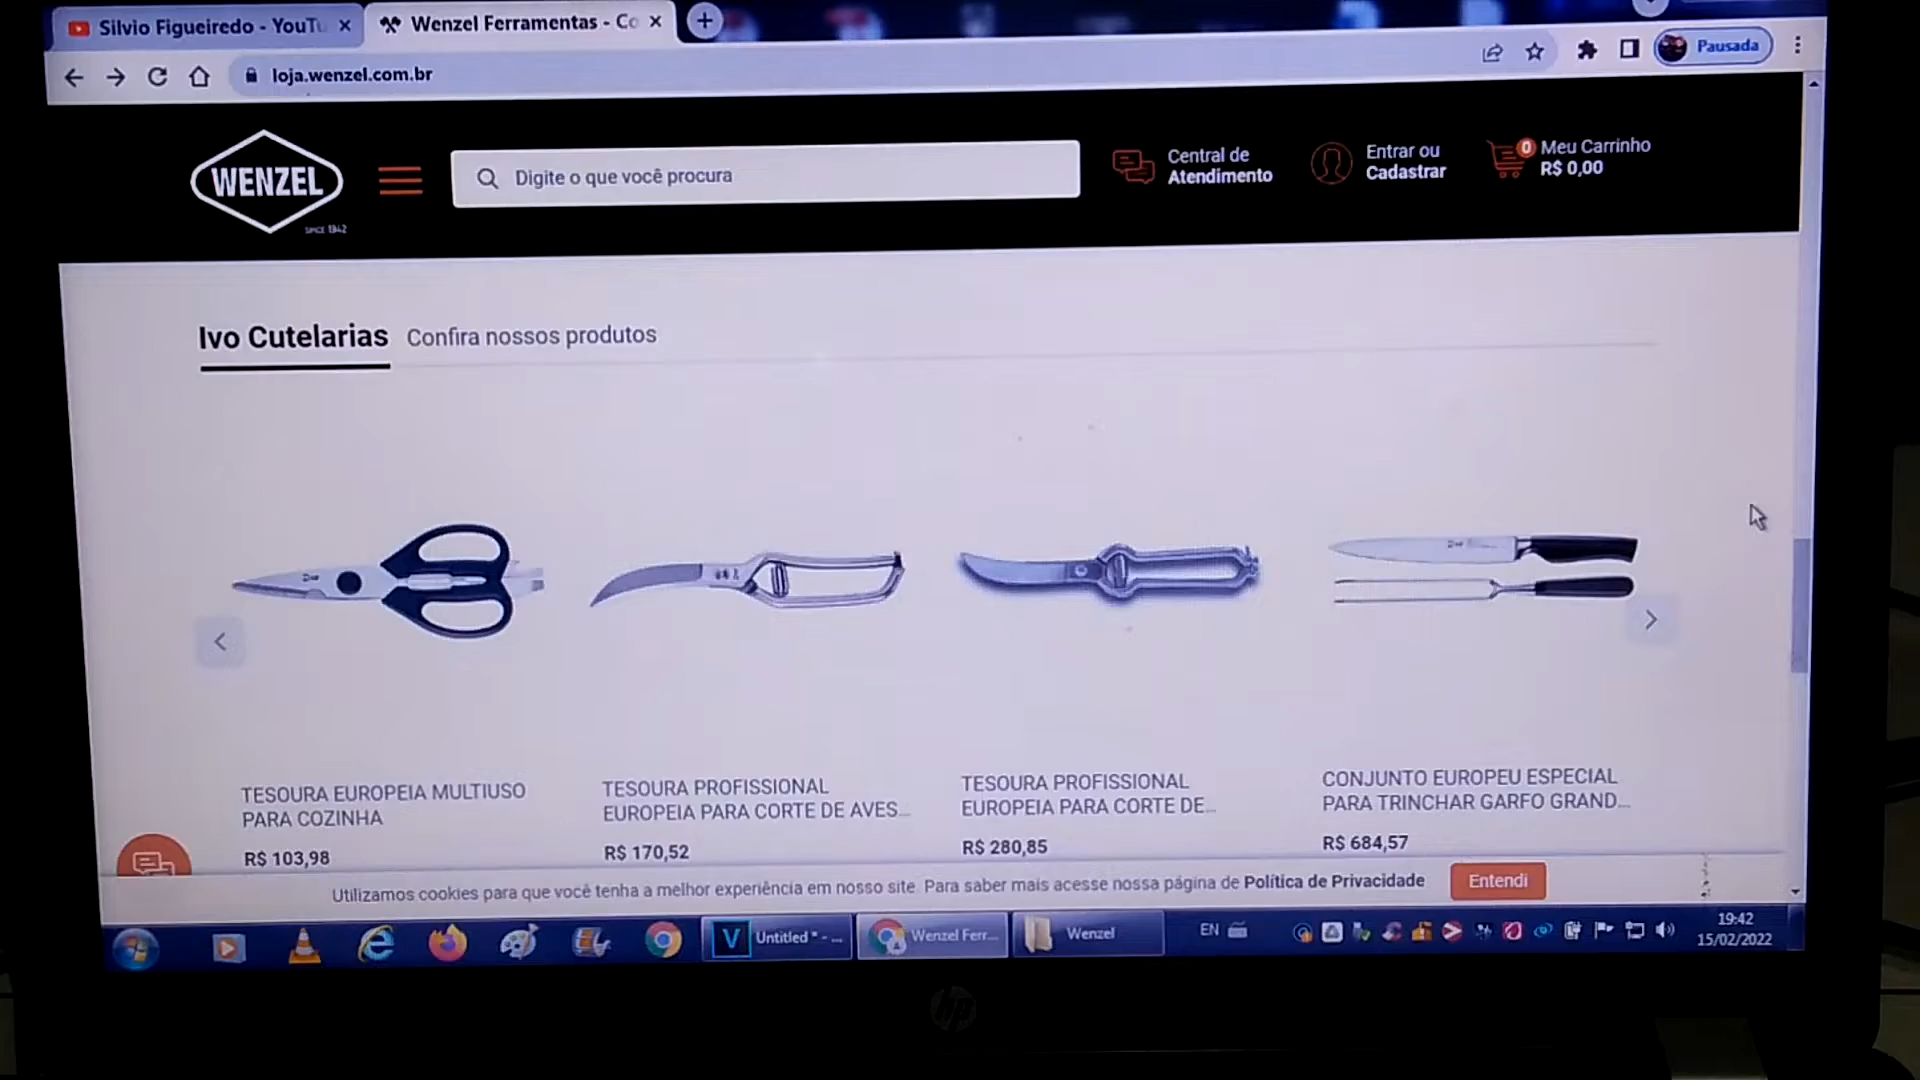 Silvio Figueiredo - YouTu
Wenzel Ferramentas - Co
Pausada
loja.wenzel.com.br
WENZEL
SINCE 1942
Digite o que você procura
Central de
Atendimento
Entrar ou
Cadastrar
0
Meu Carrinho
R$ 0,00
Ivo Cutelarias
Confira nossos produtos
TESOURA EUROPEIA MULTIUSO
PARA COZINHA
R$ 103,98
TESOURA PROFISSIONAL
EUROPEIA PARA CORTE DE AVES...
R$ 170,52
TESOURA PROFISSIONAL
EUROPEIA PARA CORTE DE...
R$ 280,85
CONJUNTO EUROPEU ESPECIAL
PARA TRINCHAR GARFO GRAND...
R$ 684,57
Utilizamos cookies para que você tenha a melhor experiência em nosso site. Para saber mais acesse nossa página de Política de Privacidade
Entendi
Untitled * - ...
Wenzel Ferr...
Wenzel
EN
19:42
15/02/2022
hp